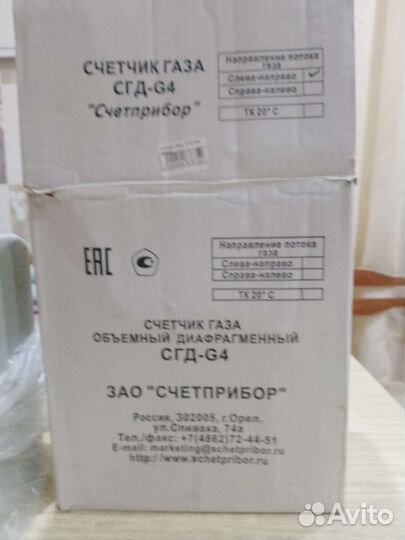 СЧЕТЧИК ГАЗА
СГД-G4
"Счетприбор"
Направление потока
газа
Слева-направо ✓
Справа-налево
ТК 20° С
ЕАС
Направление потока
газа
Слева-направо
Справа-налево
ТК 20° С
СЧЕТЧИК ГАЗА
ОБЪЕМНЫЙ ДИАФРАГМЕННЫЙ
СГД-G4
ЗАО "СЧЕТПРИБОР"
Россия, 302005, г.Орел,
ул.Спивака, 74а
Тел./факс: +7(4862)72-44-51
E-mail: marketing@schetpribor.ru
http://www.schetpribor.ru
Avito